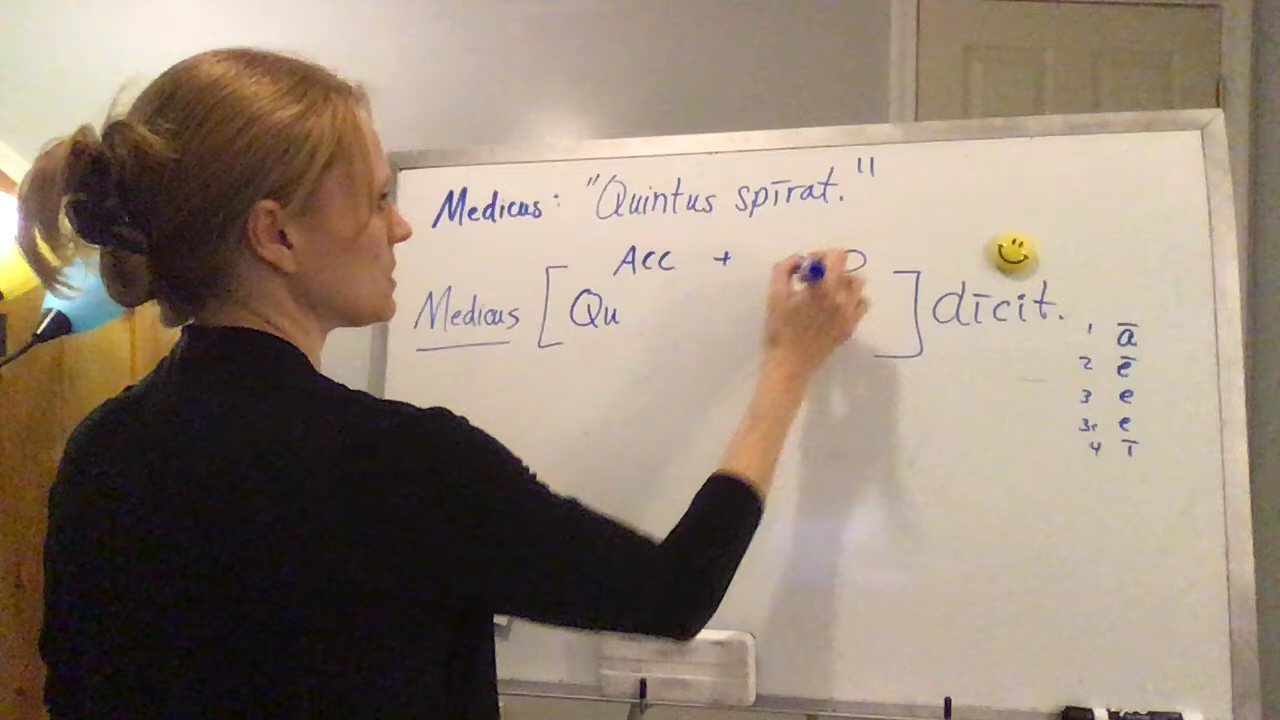 Medicus: "Quintus spīrat."
Acc +
Medicus [ Qu ] dīcit.
1 ā
2 ē
3 e
3i e
4 ī